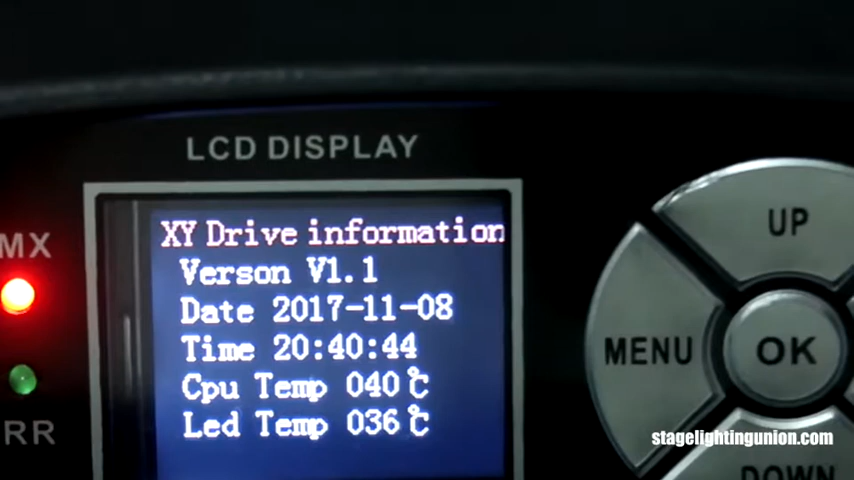 LCD DISPLAY
MX
XY Drive information
Verson V1.1
Date 2017-11-08
Time 20:40:44
Cpu Temp 040℃
Led Temp 036℃
RR
UP
MENU
OK
DOWN
stagelightingunion.com